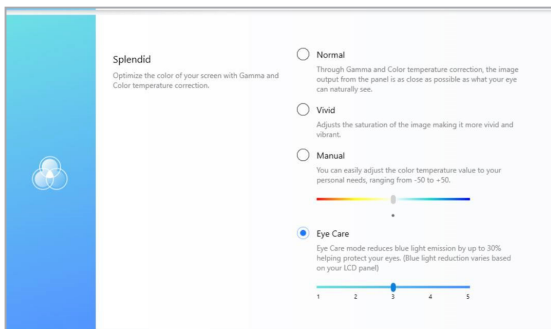 Splendid
Optimize the color of your screen with Gamma and
Color temperature correction.
Normal
Through Gamma and Color temperature correction, the image
output from the panel is as close as possible as what your eye
can naturally see.
Vivid
Adjusts the saturation of the image making it more vivid and
vibrant.
Manual
You can easily adjust the color temperature value to your
personal needs, ranging from -50 to +50.
Eye Care
Eye Care mode reduces blue light emission by up to 30%
helping protect your eyes. (Blue light reduction varies based
on your LCD panel)
1 2 3 4 5